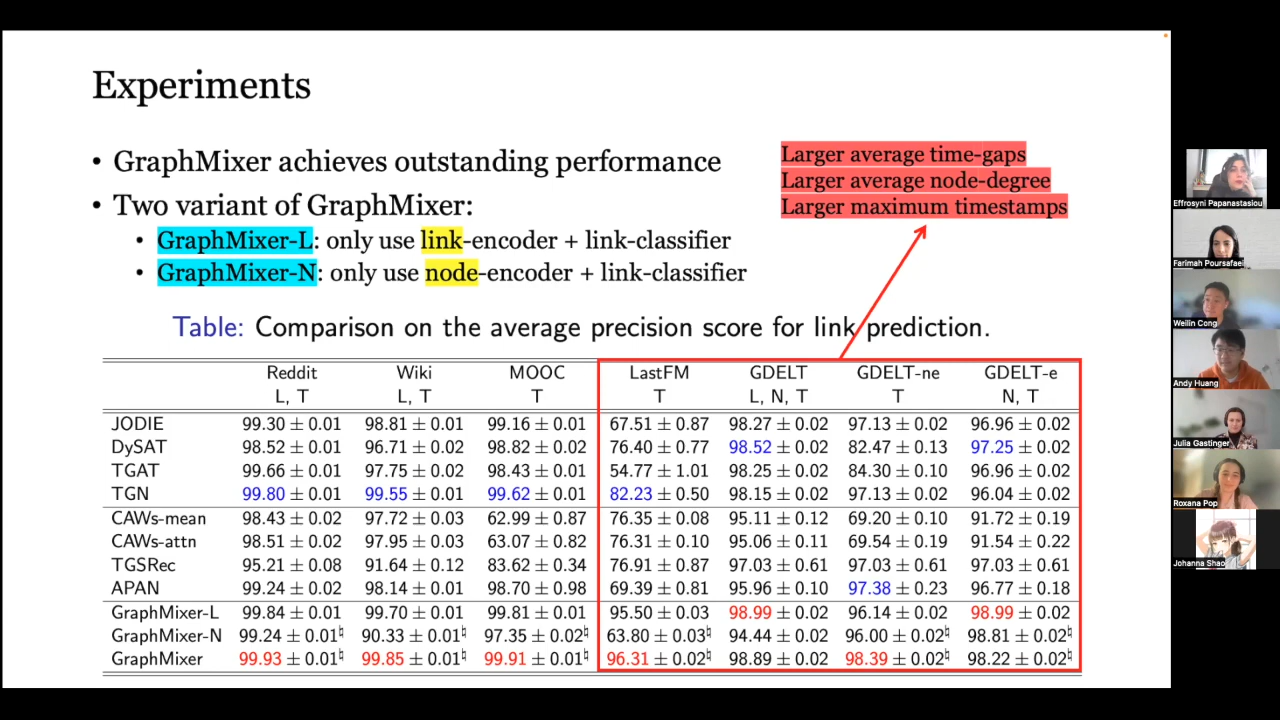 Experiments
• GraphMixer achieves outstanding performance
• Two variant of GraphMixer:
• GraphMixer-L: only use link-encoder + link-classifier
• GraphMixer-N: only use node-encoder + link-classifier
Larger average time-gaps
Larger average node-degree
Larger maximum timestamps
Table: Comparison on the average precision score for link prediction.
Reddit Wiki MOOC LastFM GDELT GDELT-ne GDELT-e
L, T L, T T T L, N, T T N, T
JODIE 99.30 ± 0.01 98.81 ± 0.01 99.16 ± 0.01 67.51 ± 0.87 98.27 ± 0.02 97.13 ± 0.02 96.96 ± 0.02
DySAT 98.52 ± 0.01 96.71 ± 0.02 98.82 ± 0.02 76.40 ± 0.77 98.52 ± 0.02 82.47 ± 0.13 97.25 ± 0.02
TGAT 99.66 ± 0.01 97.75 ± 0.02 98.43 ± 0.01 54.77 ± 1.01 98.25 ± 0.02 84.30 ± 0.10 96.96 ± 0.02
TGN 99.80 ± 0.01 99.55 ± 0.01 99.62 ± 0.01 82.23 ± 0.50 98.15 ± 0.02 97.13 ± 0.02 96.04 ± 0.02
CAWs-mean 98.43 ± 0.02 97.72 ± 0.03 62.99 ± 0.87 76.35 ± 0.08 95.11 ± 0.12 69.20 ± 0.10 91.72 ± 0.19
CAWs-attn 98.51 ± 0.02 97.95 ± 0.03 63.07 ± 0.82 76.31 ± 0.10 95.06 ± 0.11 69.54 ± 0.19 91.54 ± 0.22
TGSRec 95.21 ± 0.08 91.64 ± 0.12 83.62 ± 0.34 76.91 ± 0.87 97.03 ± 0.61 97.03 ± 0.61 97.03 ± 0.61
APAN 99.24 ± 0.02 98.14 ± 0.01 98.70 ± 0.98 69.39 ± 0.81 95.96 ± 0.10 97.38 ± 0.23 96.77 ± 0.18
GraphMixer-L 99.84 ± 0.01 99.70 ± 0.01 99.81 ± 0.01 95.50 ± 0.03 98.99 ± 0.02 96.14 ± 0.02 98.99 ± 0.02
GraphMixer-N 99.24 ± 0.01♮ 90.33 ± 0.01♮ 97.35 ± 0.02♮ 63.80 ± 0.03♮ 94.44 ± 0.02 96.00 ± 0.02♮ 98.81 ± 0.02♮
GraphMixer 99.93 ± 0.01♮ 99.85 ± 0.01♮ 99.91 ± 0.01♮ 96.31 ± 0.02♮ 98.89 ± 0.02 98.39 ± 0.02♮ 98.22 ± 0.02♮
Effrosyni Papanastasiou
Farimah Poursafaei
Weilin Cong
Andy Huang
Julia Gastinger
Roxana Pop
Johanna Shao